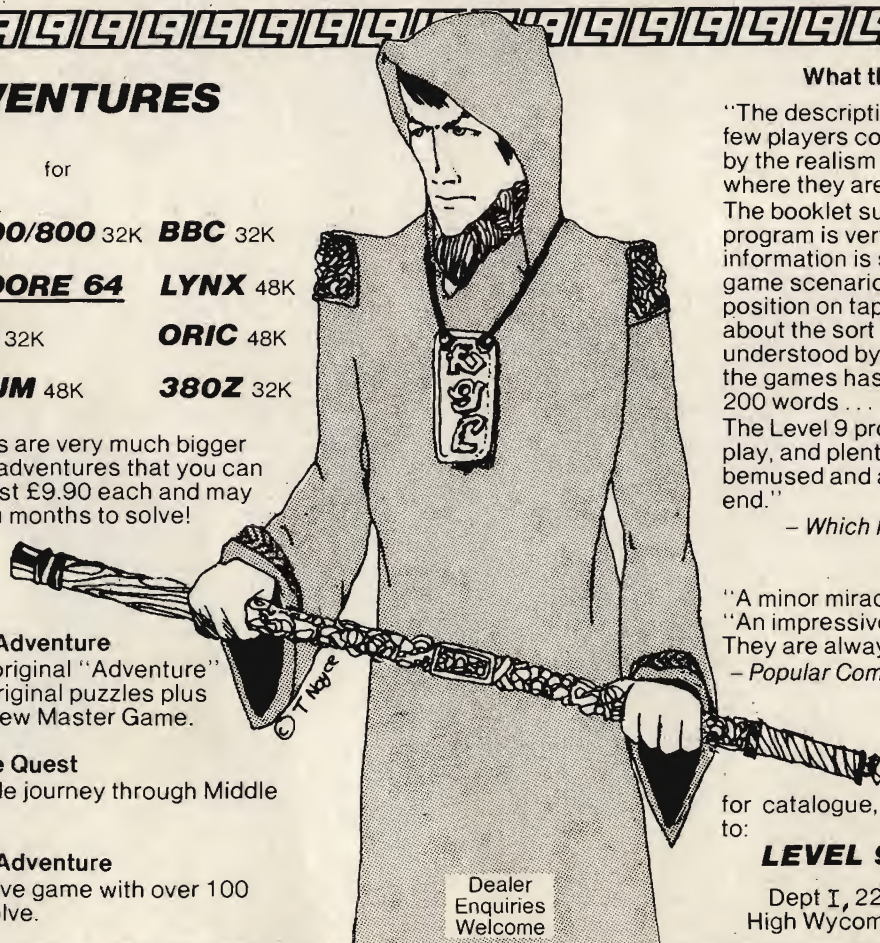 VENTURES
for
00/800 32K BBC 32K
DORE 64 LYNX 48K
32K ORIC 48K
UM 48K 380Z 32K
s are very much bigger
adventures that you can
st £9.90 each and may
months to solve!
Adventure
original "Adventure"
riginal puzzles plus
ew Master Game.
e Quest
le journey through Middle
Adventure
ve game with over 100
olve.
© T Noyce
Dealer
Enquiries
Welcome
What th
"The descripti
few players co
by the realism
where they are
The booklet su
program is ver
information is s
game scenario
position on tap
about the sort
understood by
the games has
200 words ...
The Level 9 pro
play, and plent
bemused and a
end."
– Which
"A minor mirac
"An impressive
They are alway
– Popular Com
for catalogue,
to:
LEVEL 9
Dept I, 22
High Wycom